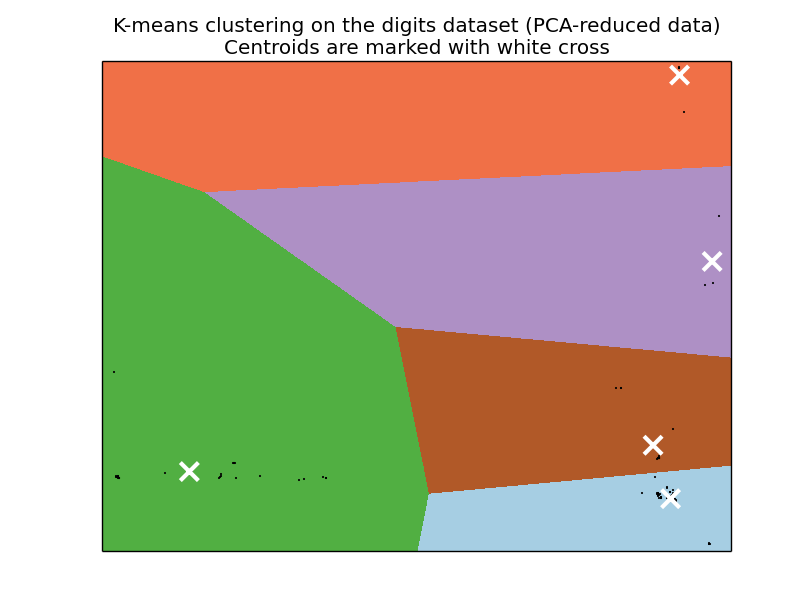 K-means clustering on the digits dataset (PCA-reduced data)
Centroids are marked with white cross